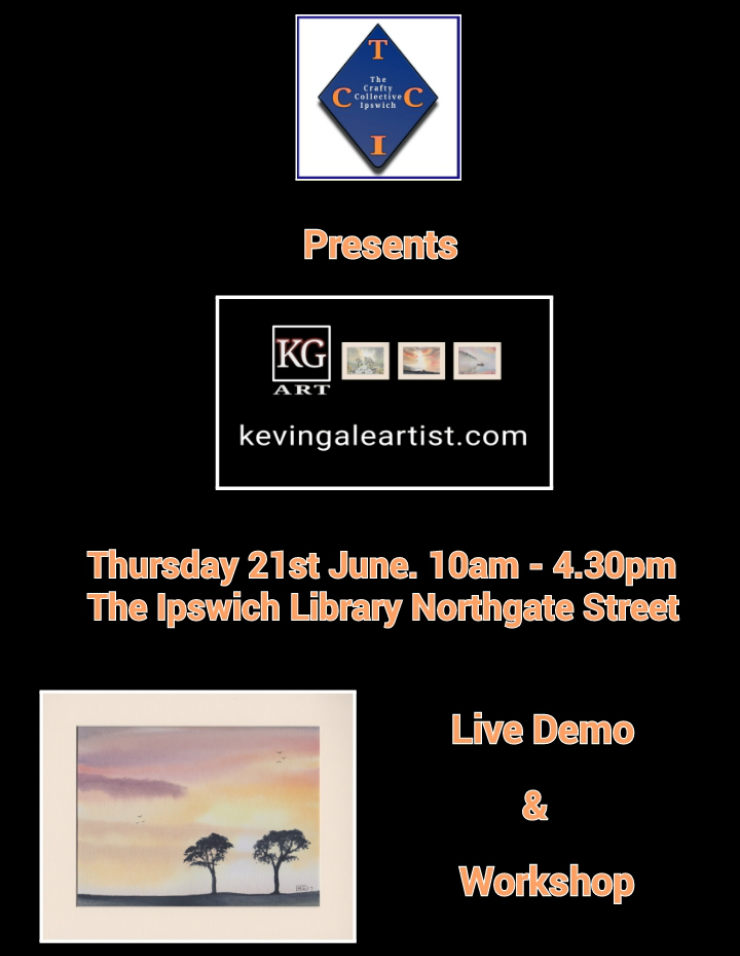 T
The
Crafty
C Collective C
Ipswich
I
Presents
KG
ART
kevingaleartist.com
Thursday 21st June. 10am - 4.30pm
The Ipswich Library Northgate Street
Live Demo
&
Workshop